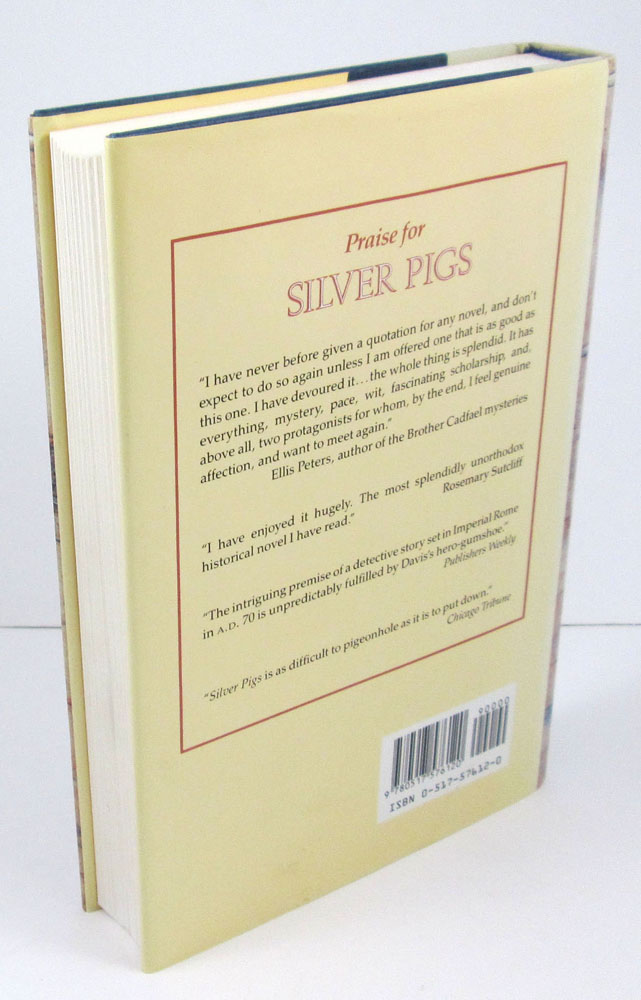 Praise for
SILVER PIGS
"I have never before given a quotation for any novel, and don't
expect to do so again unless I am offered one that is as good as
this one. I have devoured it…the whole thing is splendid. It has
everything, mystery, pace, wit, fascinating scholarship, and,
above all, two protagonists for whom, by the end, I feel genuine
affection, and want to meet again."
Ellis Peters, author of the Brother Cadfael mysteries
"I have enjoyed it hugely. The most splendidly unorthodox
historical novel I have read."
Rosemary Sutcliff
"The intriguing premise of a detective story set in Imperial Rome
in A.D. 70 is unpredictably fulfilled by Davis's hero-gumshoe."
Publishers Weekly
"Silver Pigs is as difficult to pigeonhole as it is to put down."
Chicago Tribune
90000
9 780517 576120
ISBN 0-517-57612-0